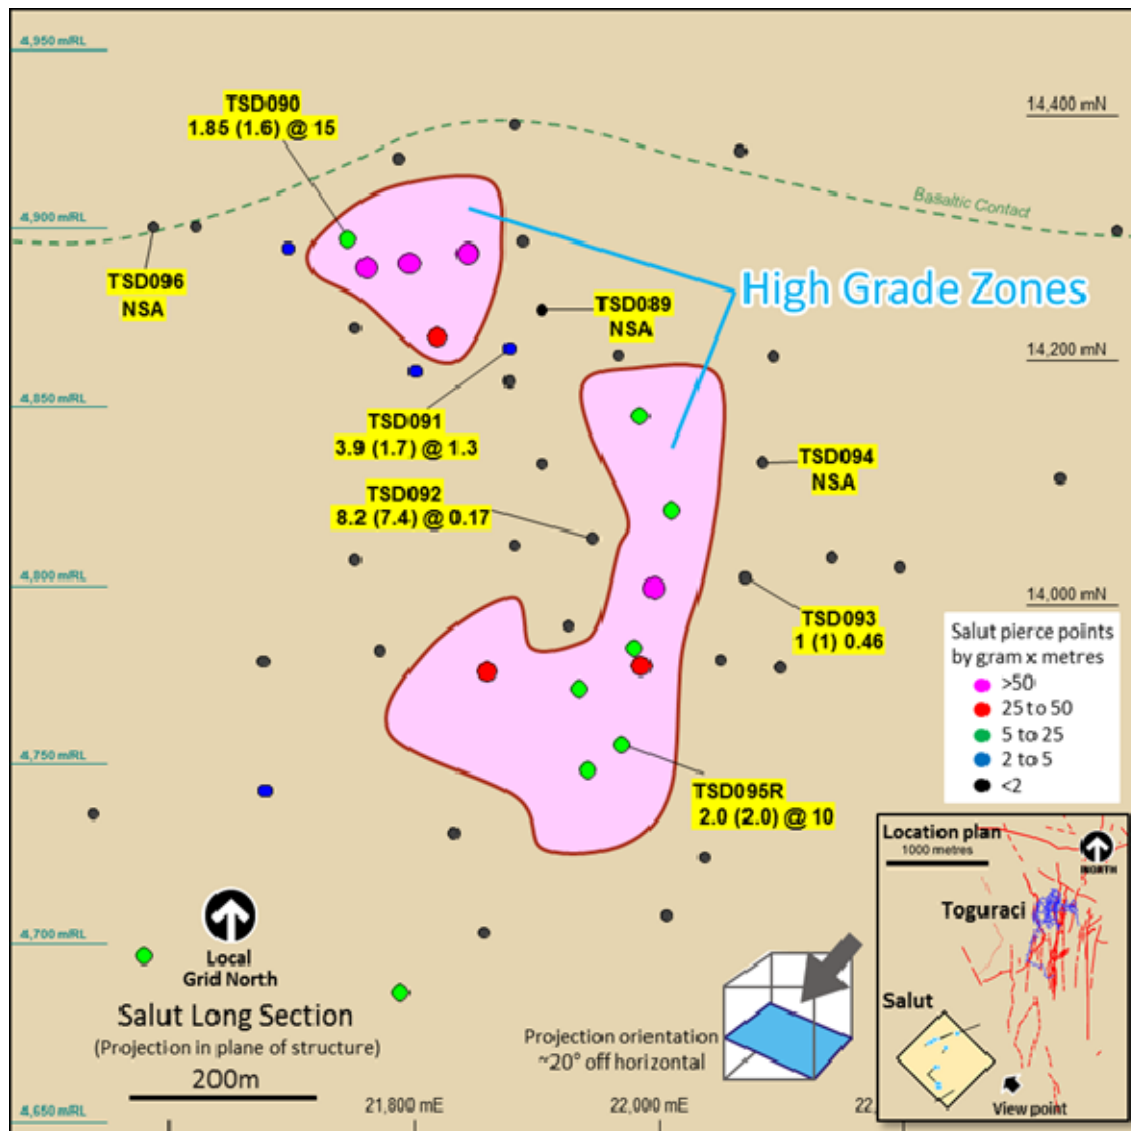 4,950 mRL
TSD090
1.85 (1.6) @ 15
14,400 mN
Basaltic Contact
4,900 mRL
TSD096
NSA
High Grade Zones
TSD089
NSA
14,200 mN
4,850 mRL
TSD091
3.9 (1.7) @ 1.3
TSD094
NSA
TSD092
8.2 (7.4) @ 0.17
4,800 mRL
14,000 mN
TSD093
1 (1) 0.46
Salut pierce points
by gram x metres
>50
25 to 50
5 to 25
2 to 5
<2
4,750 mRL
TSD095R
2.0 (2.0) @ 10
Location plan
1000 metres
NORTH
Toguraci
Salut
View point
4,700 mRL
Local
Grid North
Salut Long Section
(Projection in plane of structure)
200m
Projection orientation
~20° off horizontal
4,650 mRL
21,800 mE
22,000 mE
22,